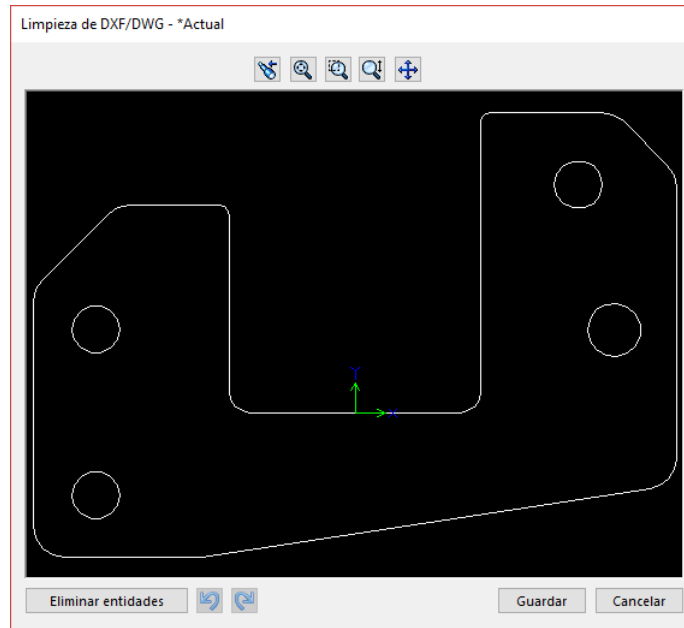 Limpieza de DXF/DWG - *Actual
Y
X
Eliminar entidades
Guardar
Cancelar